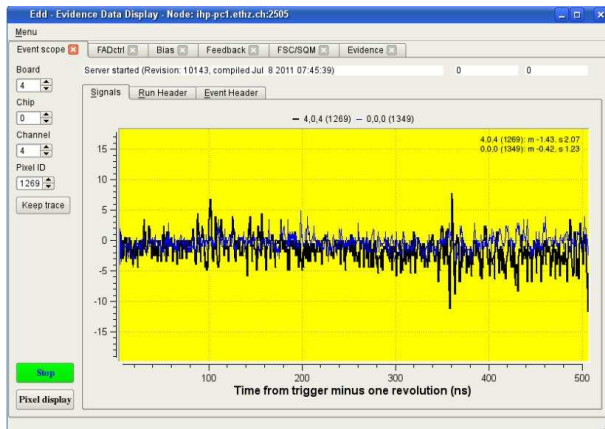 Edd - Evidence Data Display - Node: ihp-pc1.ethz.ch:2505
Menu
Event scope FADctrl Bias Feedback FSC/SQM Evidence
Board
4
Chip
0
Channel
4
Pixel ID
1269
Keep trace
Stop
Pixel display
Server started (Revision: 10143, compiled Jul 8 2011 07:45:39) 0 0
Signals Run Header Event Header
4,0,4 (1269) 0,0,0 (1349)
4,0,4 (1269): m -1.43, s 2.07
0,0,0 (1349): m -0.42, s 1.23
15
10
5
0
-5
-10
-15
100 200 300 400 500
Time from trigger minus one revolution (ns)